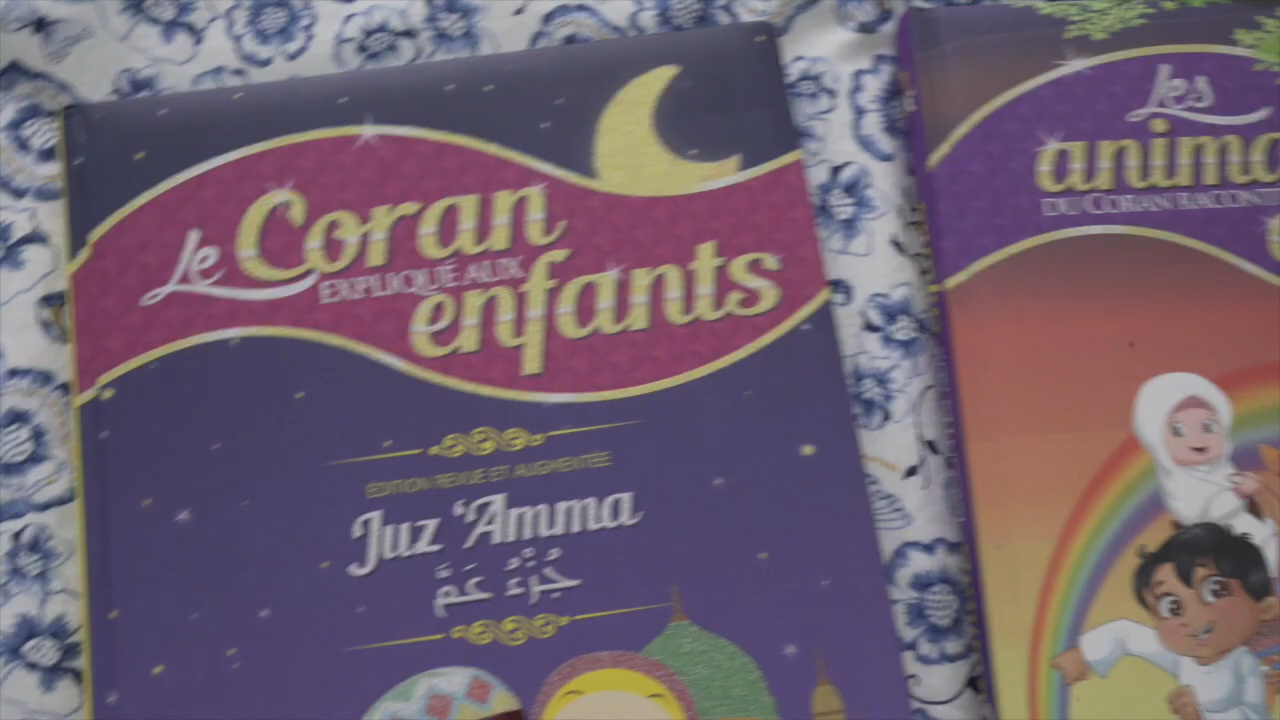 Le Coran
EXPLIQUÉ AUX
enfants
ÉDITION REVUE ET AUGMENTÉE
Juz ‘Amma
جُزْءُ عَمَّ
Les
anima
DU CORAN RACONT